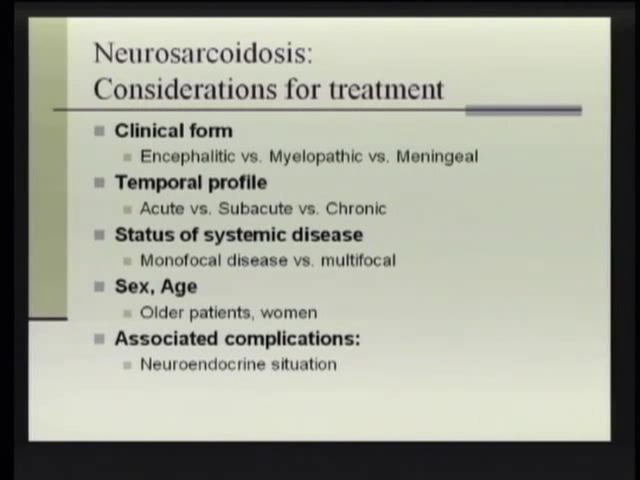 Neurosarcoidosis:
Considerations for treatment
Clinical form
Encephalitic vs. Myelopathic vs. Meningeal
Temporal profile
Acute vs. Subacute vs. Chronic
Status of systemic disease
Monofocal disease vs. multifocal
Sex, Age
Older patients, women
Associated complications:
Neuroendocrine situation